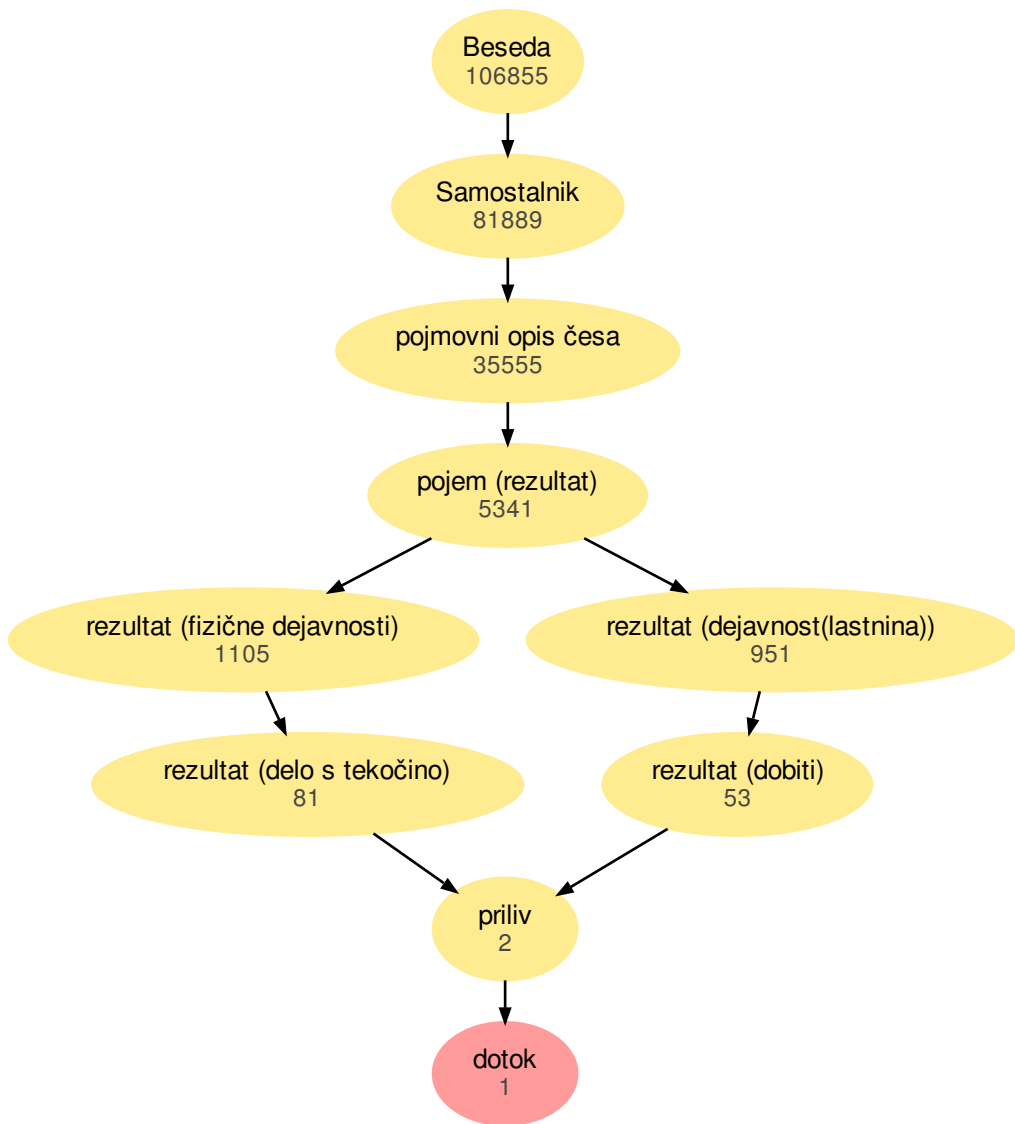 Beseda
106855
Samostalnik
81889
pojmovni opis česa
35555
pojem (rezultat)
5341
rezultat (fizične dejavnosti)
1105
rezultat (dejavnost(lastnina))
951
rezultat (delo s tekočino)
81
rezultat (dobiti)
53
priliv
2
dotok
1